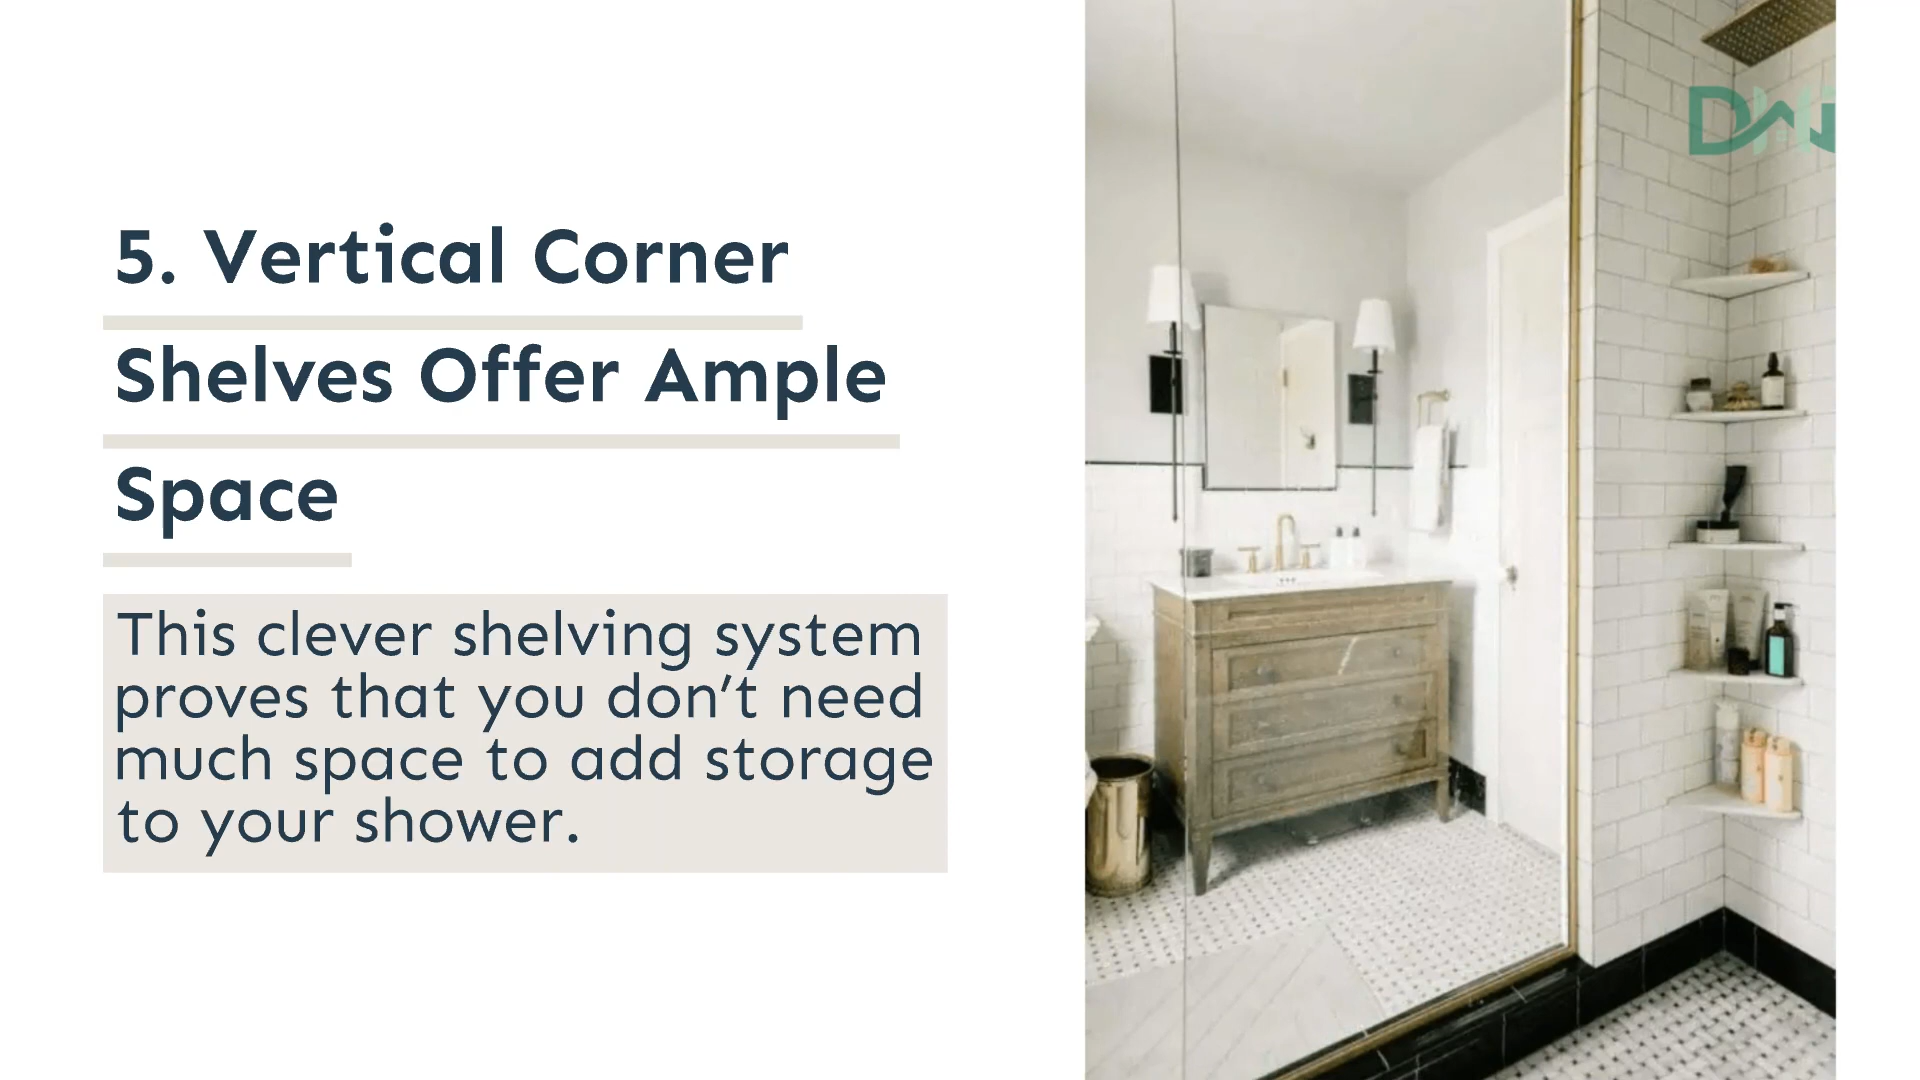 5. Vertical Corner
Shelves Offer Ample
Space
This clever shelving system
proves that you don’t need
much space to add storage
to your shower.